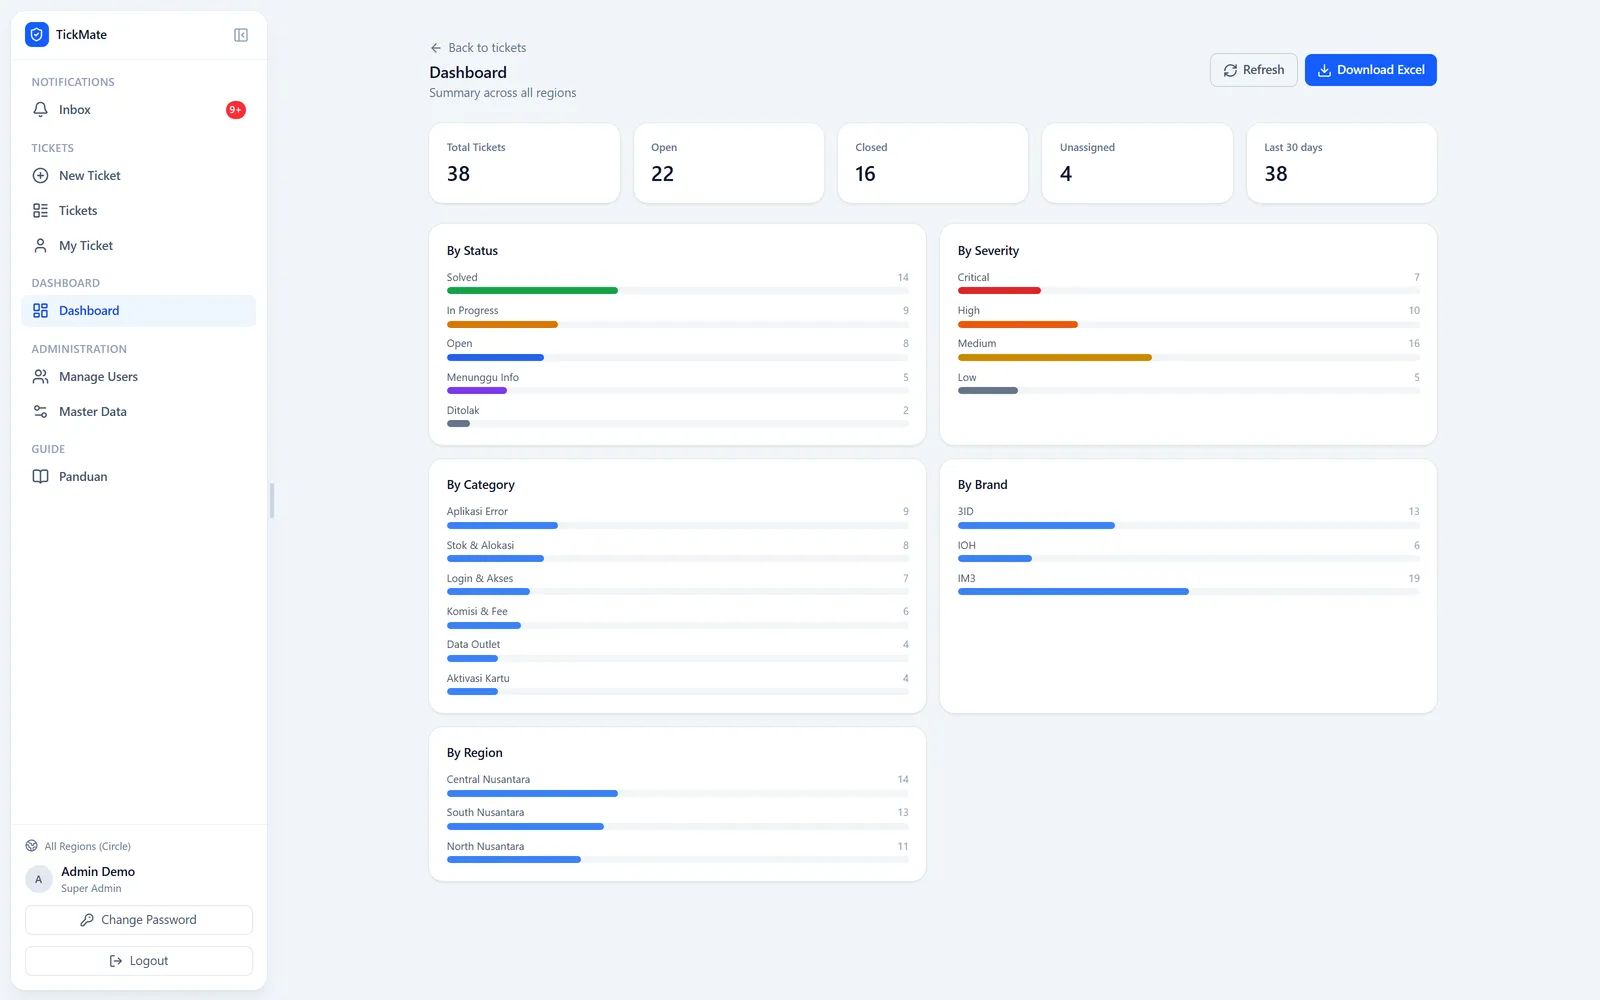 TickMate
NOTIFICATIONS
Inbox
9+
TICKETS
New Ticket
Tickets
My Ticket
DASHBOARD
Dashboard
ADMINISTRATION
Manage Users
Master Data
GUIDE
Panduan
All Regions (Circle)
A
Admin Demo
Super Admin
Change Password
Logout
Back to tickets
Dashboard
Summary across all regions
Refresh
Download Excel
Total Tickets
38
Open
22
Closed
16
Unassigned
4
Last 30 days
38
By Status
Solved 14
In Progress 9
Open 8
Menunggu Info 5
Ditolak 2
By Severity
Critical 7
High 10
Medium 16
Low 5
By Category
Aplikasi Error 9
Stok & Alokasi 8
Login & Akses 7
Komisi & Fee 6
Data Outlet 4
Aktivasi Kartu 4
By Brand
3ID 13
IOH 6
IM3 19
By Region
Central Nusantara 14
South Nusantara 13
North Nusantara 11